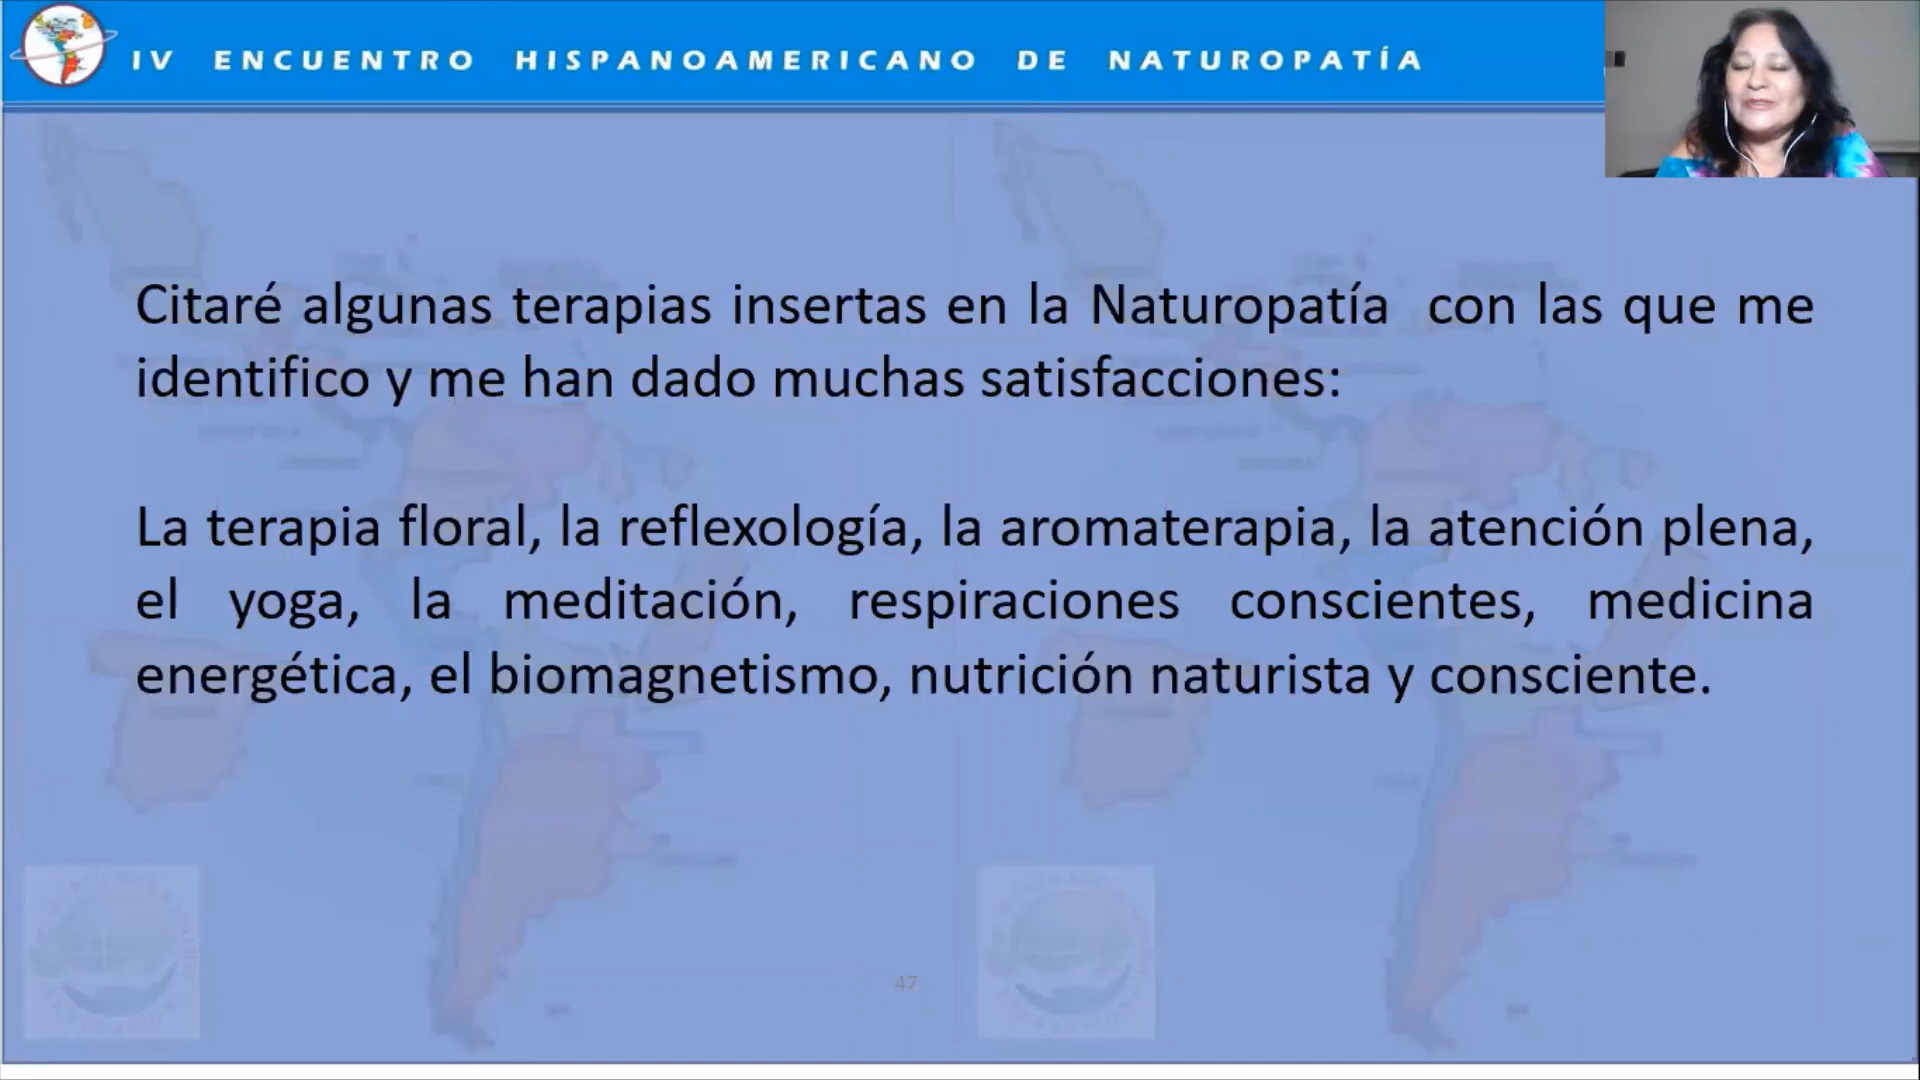 IV ENCUENTRO HISPANOAMERICANO DE NATUROPATÍA
Citaré algunas terapias insertas en la Naturopatía con las que me
identifico y me han dado muchas satisfacciones:
La terapia floral, la reflexología, la aromaterapia, la atención plena,
el yoga, la meditación, respiraciones conscientes, medicina
energética, el biomagnetismo, nutrición naturista y consciente.
47